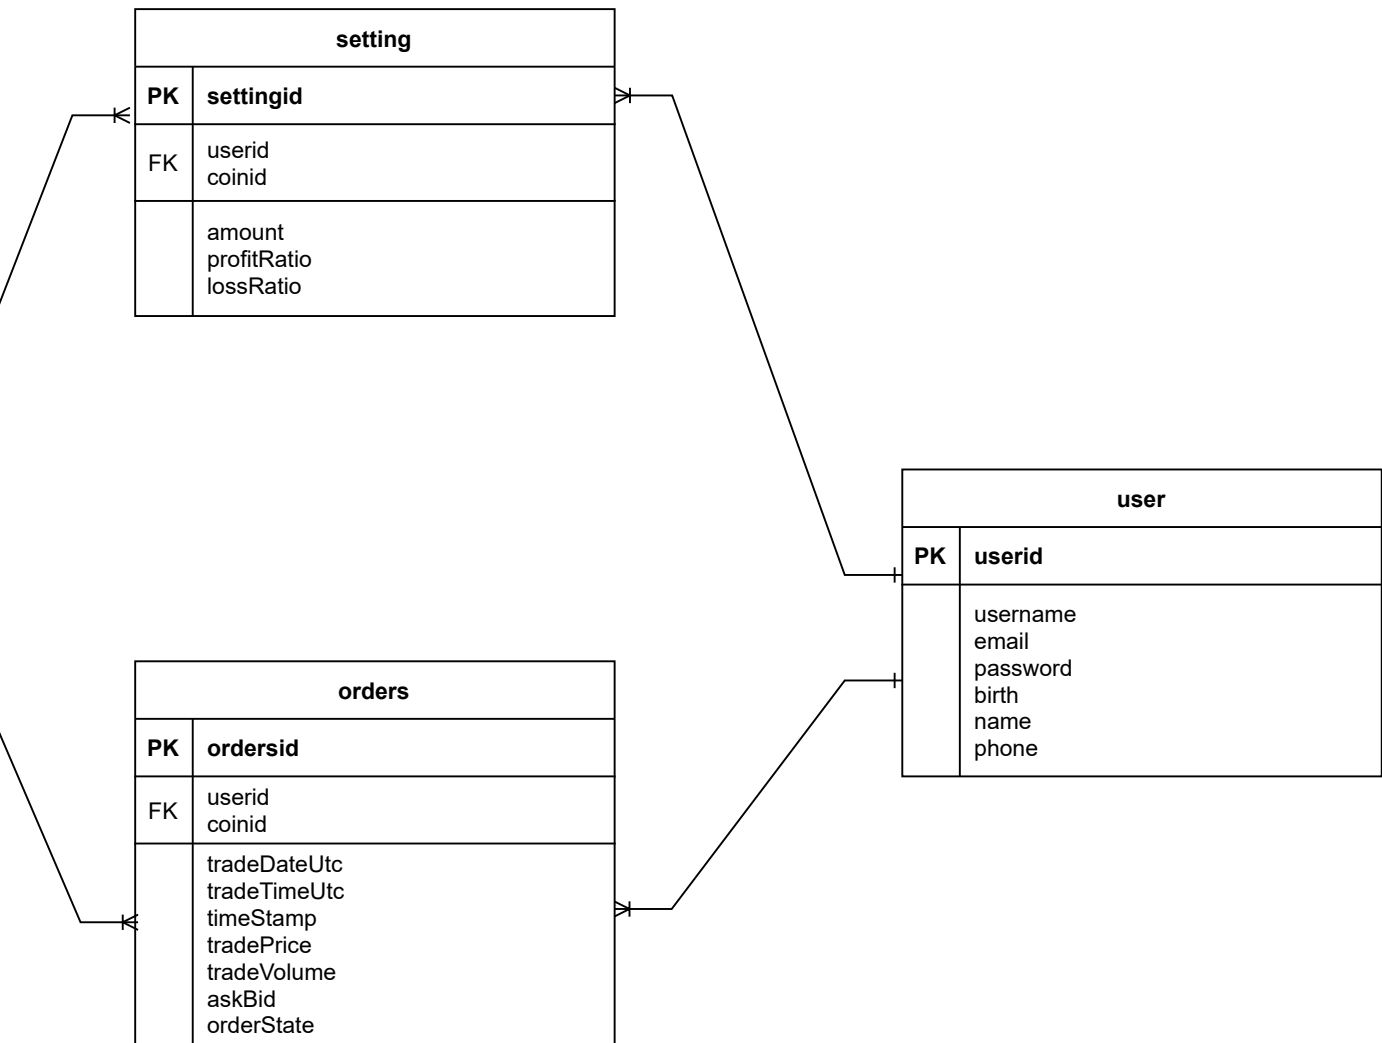 setting
PK settingid
FK
userid
coinid
amount
profitRatio
lossRatio
user
PK userid
username
email
password
birth
name
phone
orders
PK ordersid
FK
userid
coinid
tradeDateUtc
tradeTimeUtc
timeStamp
tradePrice
tradeVolume
askBid
orderState